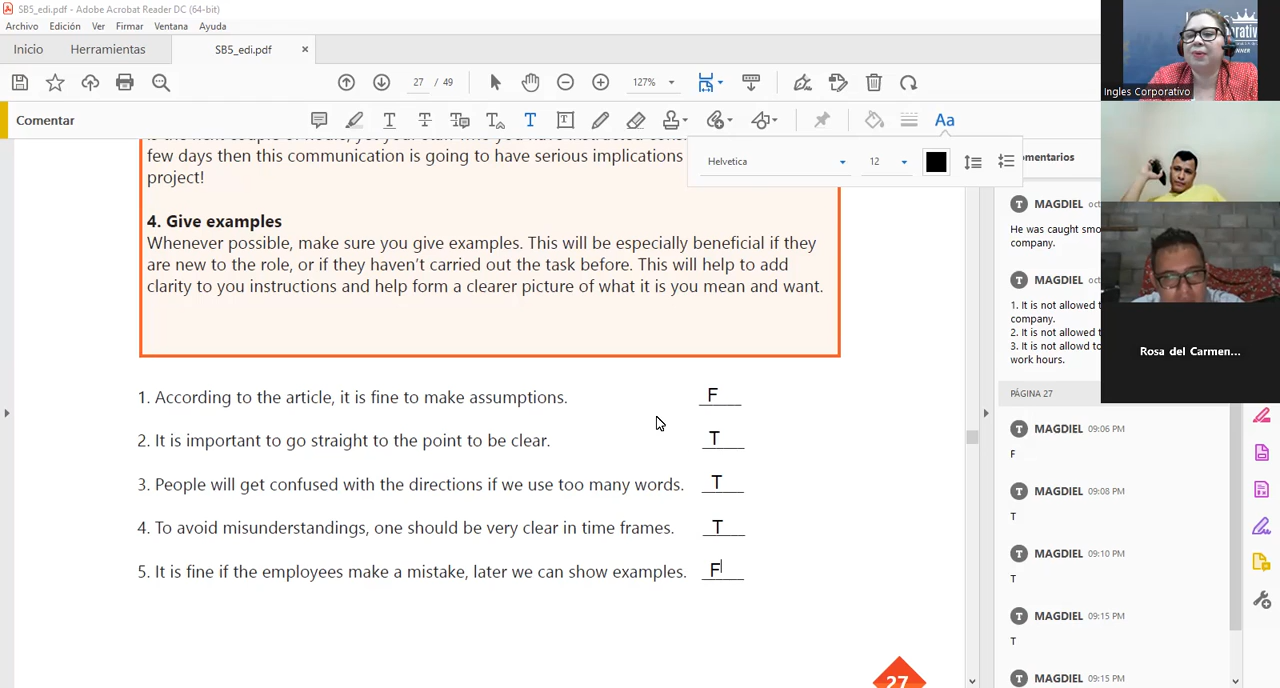 SB5_edi.pdf - Adobe Acrobat Reader DC (64-bit)
Archivo Edición Ver Firmar Ventana Ayuda
Inicio Herramientas SB5_edi.pdf ×
27 / 49 127%
Comentar
Aa
Helvetica 12
few days then this communication is going to have serious implications
project!
4. Give examples
Whenever possible, make sure you give examples. This will be especially beneficial if they
are new to the role, or if they haven't carried out the task before. This will help to add
clarity to you instructions and help form a clearer picture of what it is you mean and want.
1. According to the article, it is fine to make assumptions. F
2. It is important to go straight to the point to be clear. T
3. People will get confused with the directions if we use too many words. T
4. To avoid misunderstandings, one should be very clear in time frames. T
5. It is fine if the employees make a mistake, later we can show examples. F
27
omentarios
T MAGDIEL oct
He was caught smo
company.
T MAGDIEL oct
1. It is not allowed t
company.
2. It is not allowed t
3. It is not allowd to
work hours.
PÁGINA 27
T MAGDIEL 09:06 PM
F
T MAGDIEL 09:08 PM
T
T MAGDIEL 09:10 PM
T
T MAGDIEL 09:15 PM
T
T MAGDIEL 09:15 PM
Ingles Corporativo
Rosa del Carmen...